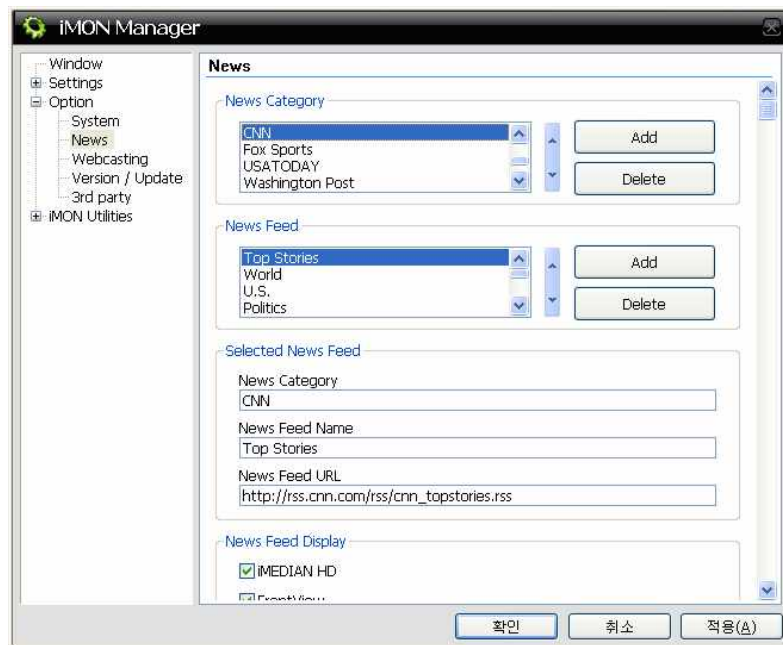 iMON Manager
Window
Settings
Option
System
News
Webcasting
Version / Update
3rd party
iMON Utilities
News
News Category
CNN
Fox Sports
USATODAY
Washington Post
Add
Delete
News Feed
Top Stories
World
U.S.
Politics
Add
Delete
Selected News Feed
News Category
CNN
News Feed Name
Top Stories
News Feed URL
http://rss.cnn.com/rss/cnn_topstories.rss
News Feed Display
iMEDIAN HD
FrontView
확인
취소
적용(A)